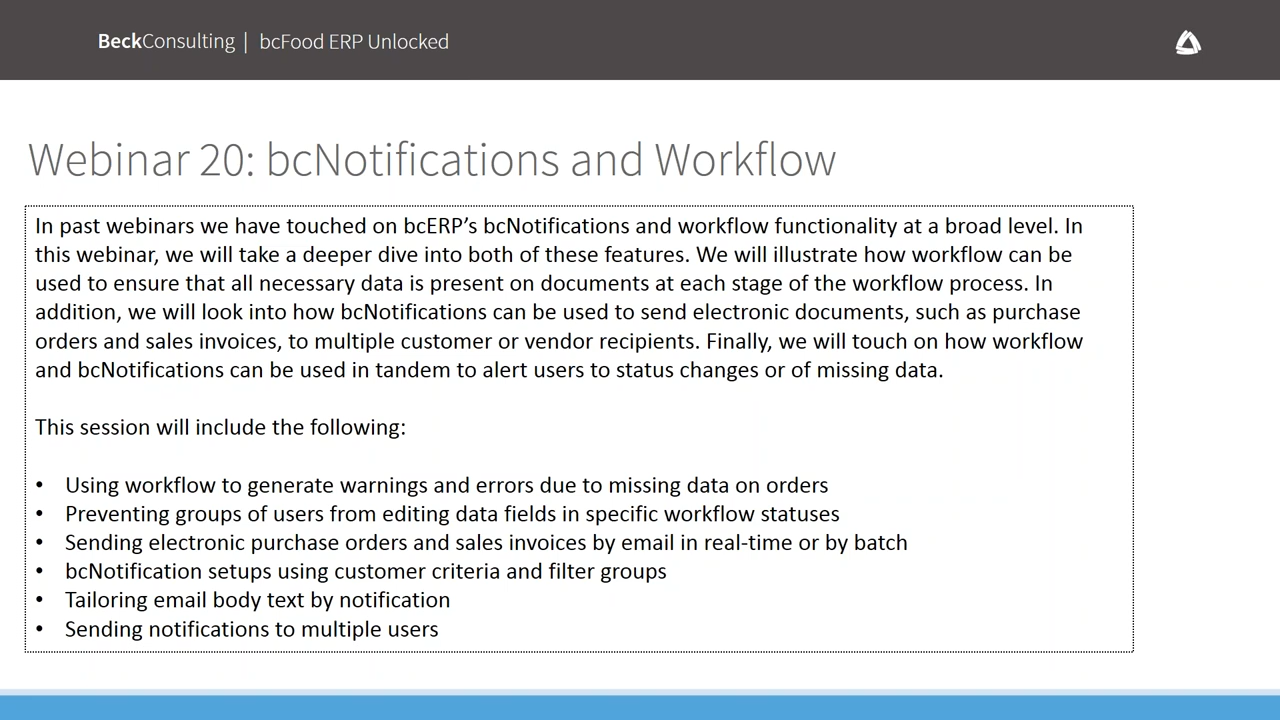 BeckConsulting | bcFood ERP Unlocked
Webinar 20: bcNotifications and Workflow
In past webinars we have touched on bcERP’s bcNotifications and workflow functionality at a broad level. In
this webinar, we will take a deeper dive into both of these features. We will illustrate how workflow can be
used to ensure that all necessary data is present on documents at each stage of the workflow process. In
addition, we will look into how bcNotifications can be used to send electronic documents, such as purchase
orders and sales invoices, to multiple customer or vendor recipients. Finally, we will touch on how workflow
and bcNotifications can be used in tandem to alert users to status changes or of missing data.
This session will include the following:
• Using workflow to generate warnings and errors due to missing data on orders
• Preventing groups of users from editing data fields in specific workflow statuses
• Sending electronic purchase orders and sales invoices by email in real-time or by batch
• bcNotification setups using customer criteria and filter groups
• Tailoring email body text by notification
• Sending notifications to multiple users